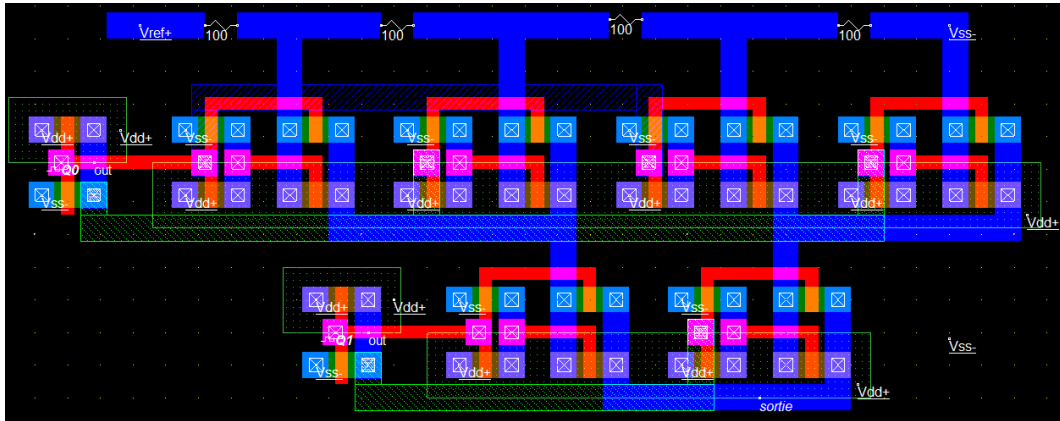 Vref+ 100 100 100 100 Vss-
Vdd+ Vdd+ Vss- Vss- Vss- Vss-
Q0 out
Vss- Vdd+ Vdd+ Vdd+ Vdd+
Vdd+
Vdd+ Vdd+ Vss- Vss-
Q1 out Vss-
Vss- Vdd+ Vdd+
Vdd+
sortie